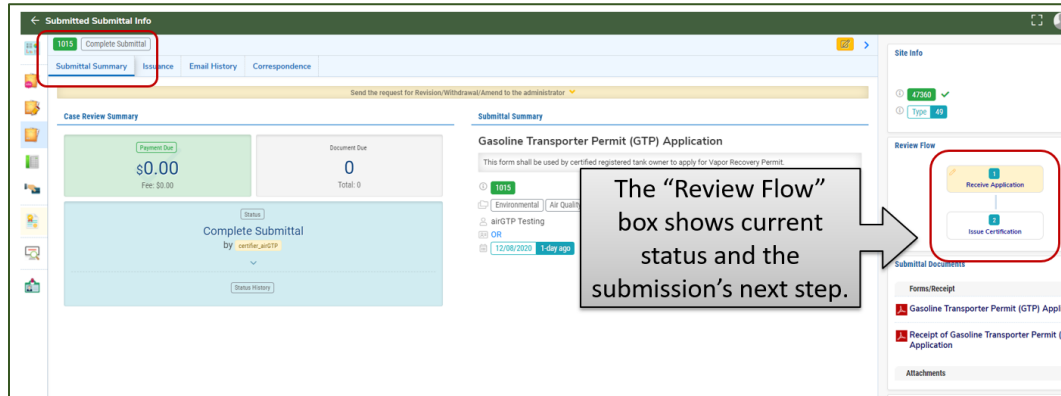 Submitted Submittal Info
1015 Complete Submittal
Submittal Summary Issuance Email History Correspondence
Send the request for Revision/Withdrawal/Amend to the administrator
Case Review Summary
Payment Due
$0.00
Fee: $0.00
Document Due
0
Total: 0
Status
Complete Submittal
by certifier_airGTP
Status History
Submittal Summary
Gasoline Transporter Permit (GTP) Application
This form shall be used by certified registered tank owner to apply for Vapor Recovery Permit.
1015
Environmental Air Quality
airGTP Testing
OR
12/08/2020 1-day ago
The “Review Flow”
box shows current
status and the
submission’s next step.
Site Info
47360
Type 49
Review Flow
1
Receive Application
2
Issue Certification
Submittal Documents
Forms/Receipt
Gasoline Transporter Permit (GTP) Appl
Receipt of Gasoline Transporter Permit (
Application
Attachments